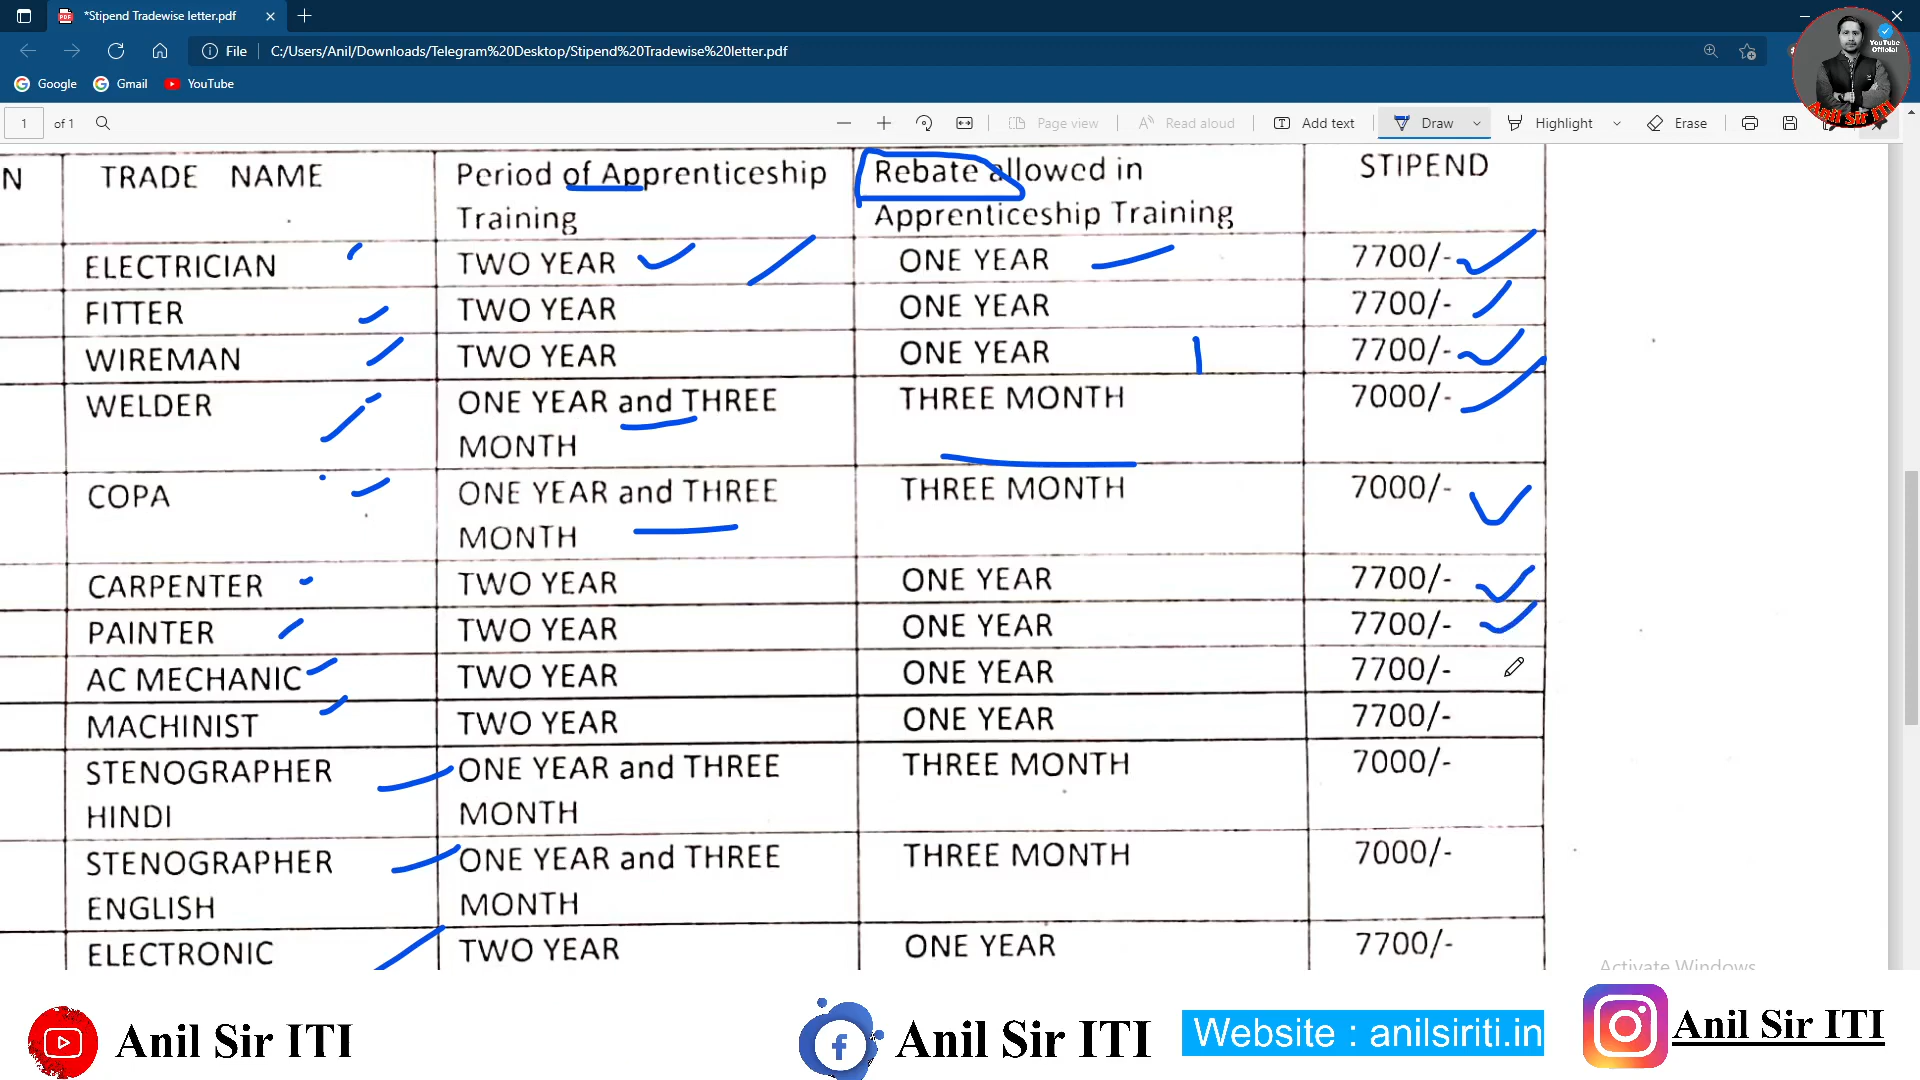 *Stipend Tradewise letter.pdf
File C:/Users/Anil/Downloads/Telegram%20Desktop/Stipend%20Tradewise%20letter.pdf
Google Gmail YouTube
YouTube
Official
Anil Sir ITI
1 of 1 Page view Read aloud Add text Draw Highlight Erase
N TRADE NAME Period of Apprenticeship Training Rebate allowed in Apprenticeship Training STIPEND
ELECTRICIAN TWO YEAR ONE YEAR 7700/-
FITTER TWO YEAR ONE YEAR 7700/-
WIREMAN TWO YEAR ONE YEAR 7700/-
WELDER ONE YEAR and THREE MONTH THREE MONTH 7000/-
COPA ONE YEAR and THREE MONTH THREE MONTH 7000/-
CARPENTER TWO YEAR ONE YEAR 7700/-
PAINTER TWO YEAR ONE YEAR 7700/-
AC MECHANIC TWO YEAR ONE YEAR 7700/-
MACHINIST TWO YEAR ONE YEAR 7700/-
STENOGRAPHER HINDI ONE YEAR and THREE MONTH THREE MONTH 7000/-
STENOGRAPHER ENGLISH ONE YEAR and THREE MONTH THREE MONTH 7000/-
ELECTRONIC TWO YEAR ONE YEAR 7700/-
Activate Windows
Anil Sir ITI Anil Sir ITI Website : anilsiriti.in Anil Sir ITI